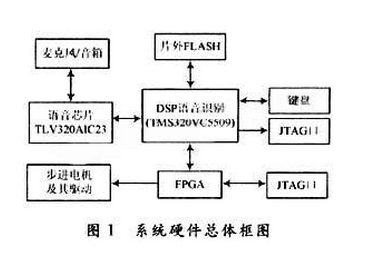 麦克风/音箱
片外FLASH
语音芯片
TLV320AIC23
DSP语音识别
(TMS320VC5509)
键盘
JTAG口
步进电机
及其驱动
FPGA
JTAG口
图1 系统硬件总体框图